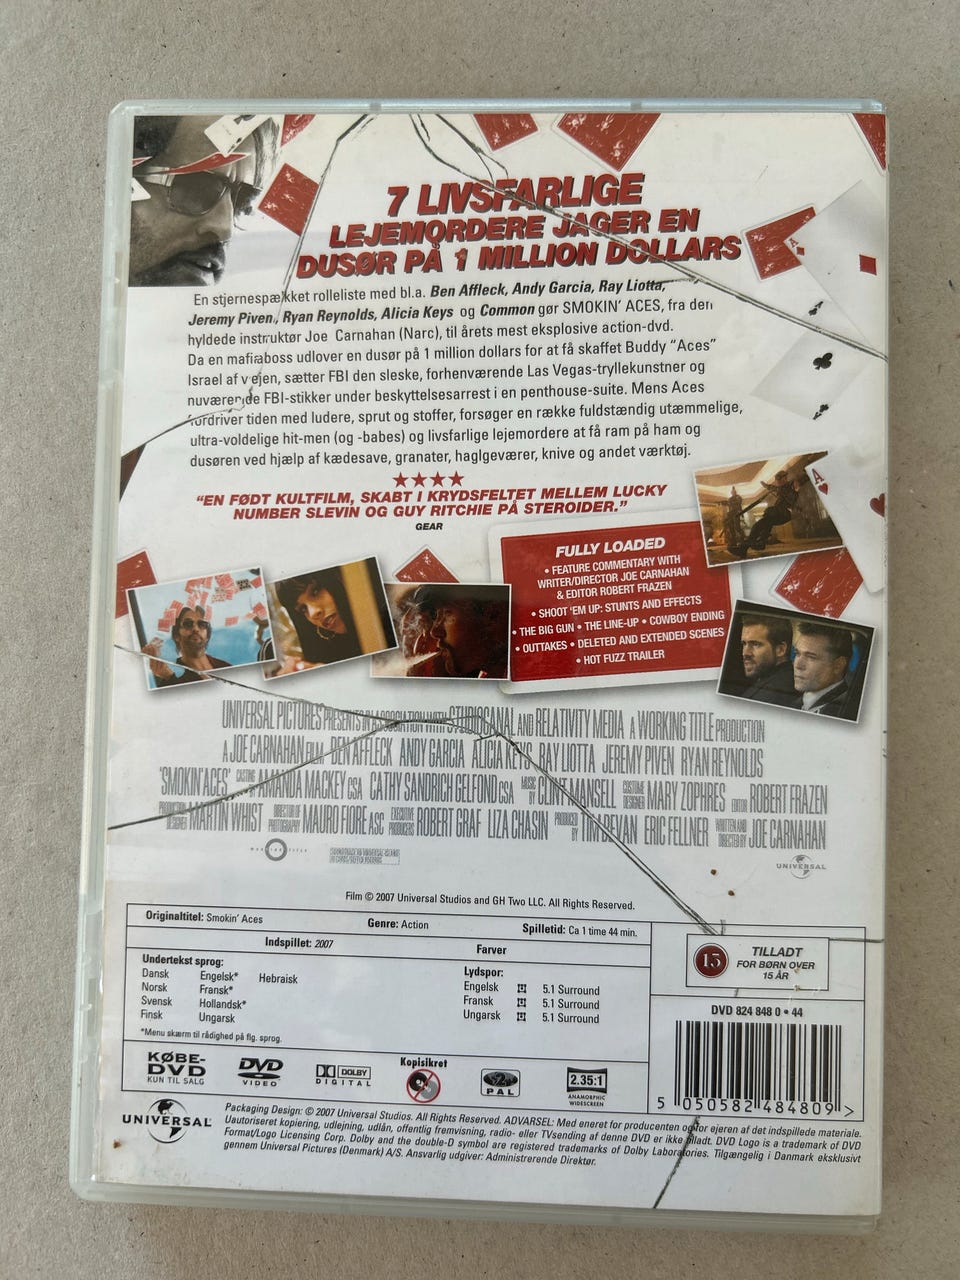 7 LIVSFARLIGE
LEJEMORDERE JAGER EN
DUSØR PÅ 1 MILLION DOLLARS
En stjernespækket rolleliste med bl.a. Ben Affleck, Andy Garcia, Ray Liotta,
Jeremy Piven, Ryan Reynolds, Alicia Keys og Common gør SMOKIN' ACES, fra den
hyldede instruktør Joe Carnahan (Narc), til årets mest eksplosive action-dvd.
Da en mafiaboss udlover en dusør på 1 million dollars for at få skaffet Buddy "Aces"
Israel af vejen, sætter FBI den sleske, forhenværende Las Vegas-tryllekunstner og
nuværende FBI-stikker under beskyttelsesarrest i en penthouse-suite. Mens Aces
fordriver tiden med ludere, sprut og stoffer, forsøger en række fuldstændig utæmmelige,
ultra-voldelige hit-men (og -babes) og livsfarlige lejemordere at få ram på ham og
dusøren ved hjælp af kædesave, granater, haglgeværer, knive og andet værktøj.
★★★★
"EN FØDT KULTFILM, SKABT I KRYDSFELTET MELLEM LUCKY
NUMBER SLEVIN OG GUY RITCHIE PÅ STEROIDER."
GEAR
FULLY LOADED
• FEATURE COMMENTARY WITH
WRITER/DIRECTOR JOE CARNAHAN
& EDITOR ROBERT FRAZEN
• SHOOT 'EM UP: STUNTS AND EFFECTS
• THE BIG GUN • THE LINE-UP • COWBOY ENDING
• OUTTAKES • DELETED AND EXTENDED SCENES
• HOT FUZZ TRAILER
A
A
UNIVERSAL PICTURES PRESENTS IN ASSOCIATION WITH STUDIOCANAL AND RELATIVITY MEDIA A WORKING TITLE PRODUCTION
A JOE CARNAHAN FILM BEN AFFLECK ANDY GARCIA ALICIA KEYS RAY LIOTTA JEREMY PIVEN RYAN REYNOLDS
'SMOKIN' ACES' CASTING BY AMANDA MACKEY CSA CATHY SANDRICH GELFOND CSA MUSIC BY CLINT MANSELL COSTUME DESIGNER MARY ZOPHRES EDITOR ROBERT FRAZEN
PRODUCTION DESIGNER MARTIN WHIST DIRECTOR OF PHOTOGRAPHY MAURO FIORE ASC EXECUTIVE PRODUCERS ROBERT GRAF LIZA CHASIN PRODUCED BY TIM BEVAN ERIC FELLNER WRITTEN AND DIRECTED BY JOE CARNAHAN
UNIVERSAL
Film © 2007 Universal Studios and GH Two LLC. All Rights Reserved.
Originaltitel: Smokin' Aces Genre: Action Spilletid: Ca 1 time 44 min.
Indspillet: 2007 Farver
Undertekst sprog:
Dansk Engelsk* Hebraisk
Norsk Fransk*
Svensk Hollandsk*
Finsk Ungarsk
*Menu skærm til rådighed på flg. sprog.
Lydspor:
Engelsk 5.1 Surround
Fransk 5.1 Surround
Ungarsk 5.1 Surround
15
TILLADT
FOR BØRN OVER
15 ÅR
DVD 824 848 0 • 44
5 050582 484809 >
KØBE-
DVD
KUN TIL SALG
DVD
VIDEO
DOLBY
DIGITAL
Kopisikret
2
PAL
2.35:1
ANAMORPHIC
WIDESCREEN
UNIVERSAL
Packaging Design: © 2007 Universal Studios. All Rights Reserved. ADVARSEL: Med eneret for producenten og/or ejeren af det indspillede materiale.
Uautoriseret kopiering, udlejning, udlån, offentlig fremvisning, radio- eller TVsending af denne DVD er ikke tilladt. DVD Logo is a trademark of DVD
Format/Logo Licensing Corp. Dolby and the double-D symbol are registered trademarks of Dolby Laboratories. Tilgængelig i Danmark eksklusivt
gennem Universal Pictures (Denmark) A/S. Ansvarlig udgiver: Administrerende Direktør.